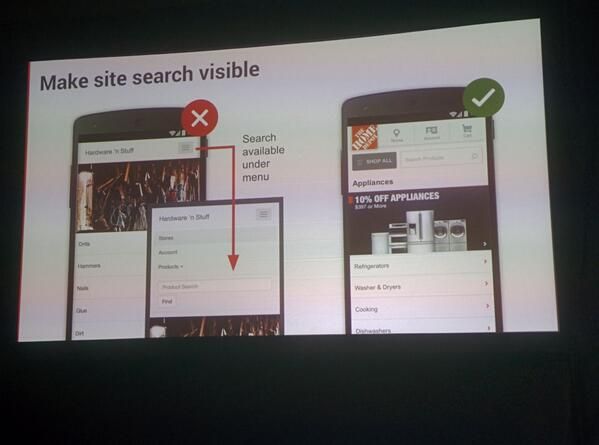 Make site search visible
Hardware 'n Stuff
Drills
Hammers
Nails
Glue
Dirt
Search
available
under
menu
Hardware 'n Stuff
Stores
Account
Products
Product Search
Find
THE HOME DEPOT
Stores
Account
Cart
SHOP ALL
Search Products
Appliances
10% OFF APPLIANCES
$397 or More
Refrigerators
Washer & Dryers
Cooking
Dishwashers